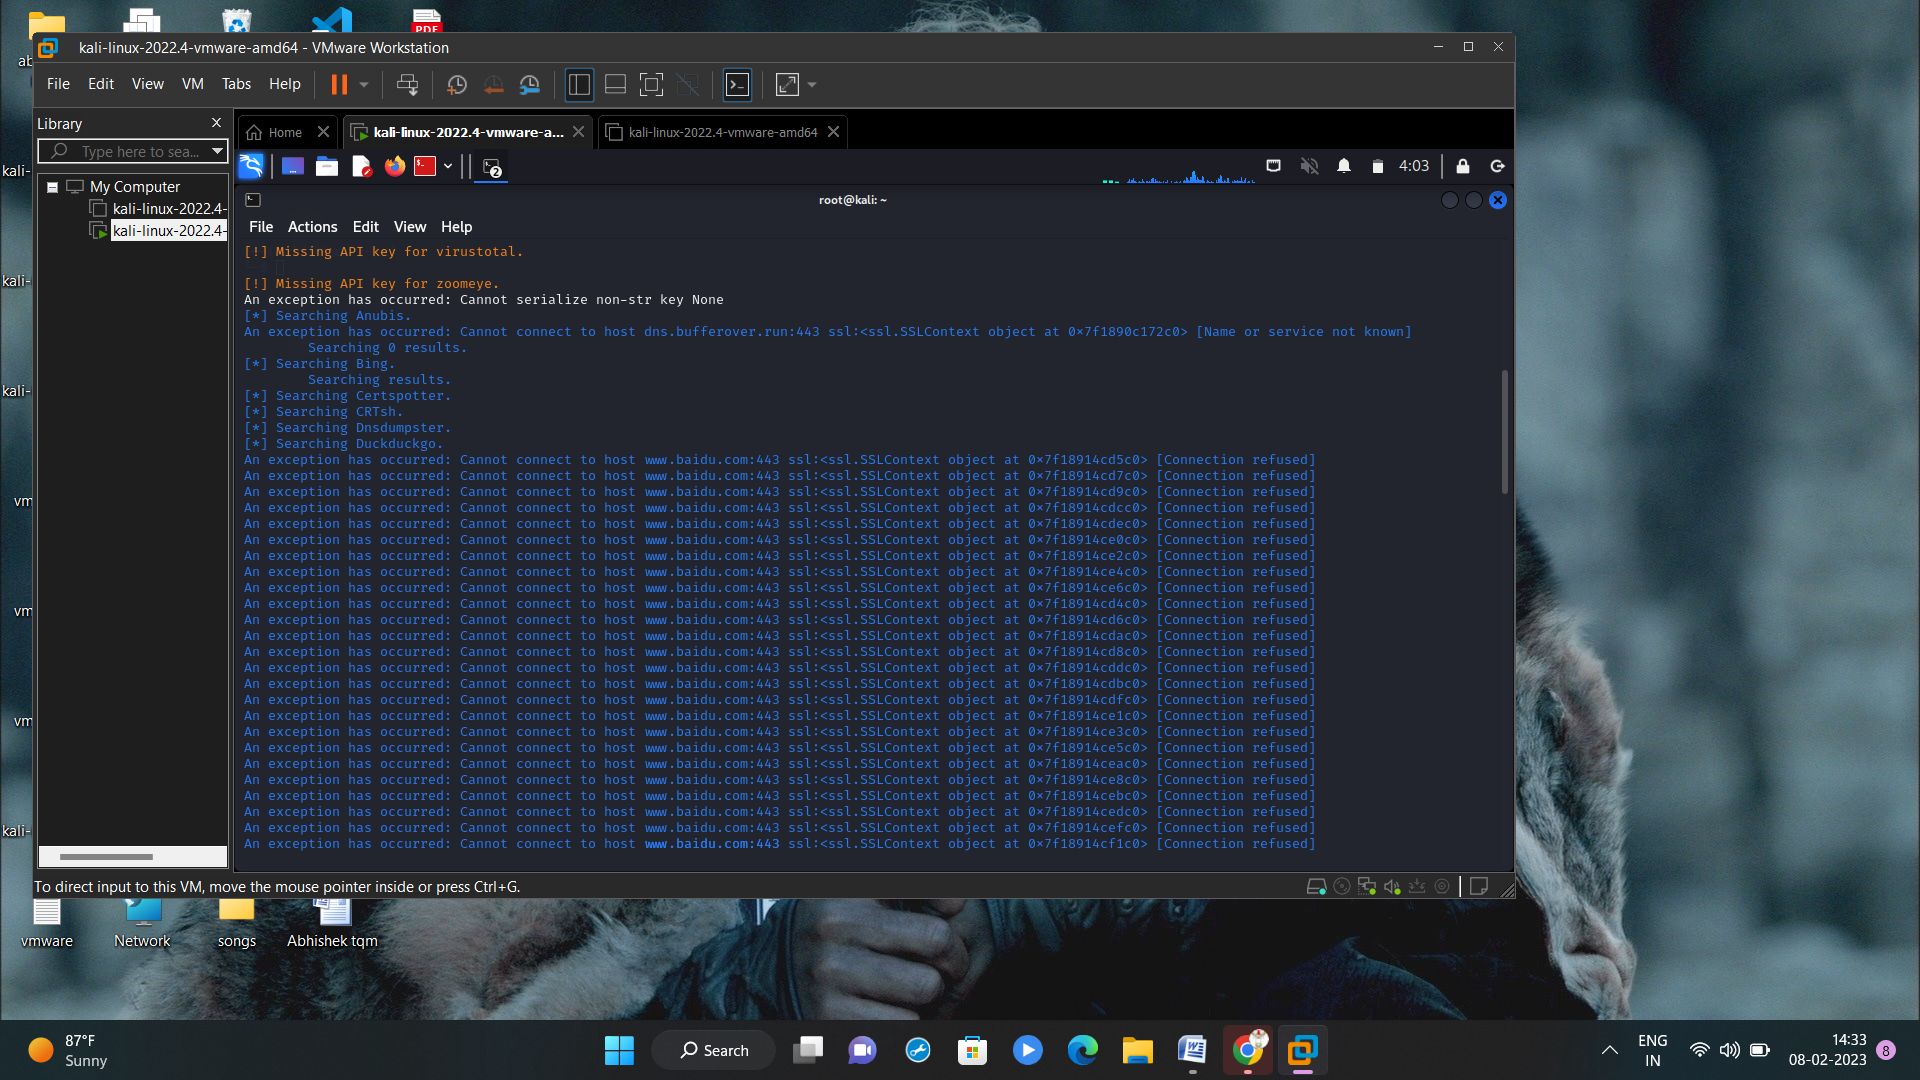 PDF
ab
kali-linux-2022.4-vmware-amd64 - VMware Workstation
File Edit View VM Tabs Help
Library
Type here to sea...
My Computer
kali-linux-2022.4-
kali-linux-2022.4-
Home
kali-linux-2022.4-vmware-a...
kali-linux-2022.4-vmware-amd64
2
4:03
root@kali: ~
File Actions Edit View Help
[!] Missing API key for virustotal.
[!] Missing API key for zoomeye.
An exception has occurred: Cannot serialize non-str key None
[*] Searching Anubis.
An exception has occurred: Cannot connect to host dns.bufferover.run:443 ssl:<ssl.SSLContext object at 0×7f1890c172c0> [Name or service not known]
Searching 0 results.
[*] Searching Bing.
Searching results.
[*] Searching Certspotter.
[*] Searching CRTsh.
[*] Searching Dnsdumpster.
[*] Searching Duckduckgo.
An exception has occurred: Cannot connect to host www.baidu.com:443 ssl:<ssl.SSLContext object at 0×7f18914cd5c0> [Connection refused]
An exception has occurred: Cannot connect to host www.baidu.com:443 ssl:<ssl.SSLContext object at 0×7f18914cd7c0> [Connection refused]
An exception has occurred: Cannot connect to host www.baidu.com:443 ssl:<ssl.SSLContext object at 0×7f18914cd9c0> [Connection refused]
An exception has occurred: Cannot connect to host www.baidu.com:443 ssl:<ssl.SSLContext object at 0×7f18914cdcc0> [Connection refused]
An exception has occurred: Cannot connect to host www.baidu.com:443 ssl:<ssl.SSLContext object at 0×7f18914cdec0> [Connection refused]
An exception has occurred: Cannot connect to host www.baidu.com:443 ssl:<ssl.SSLContext object at 0×7f18914ce0c0> [Connection refused]
An exception has occurred: Cannot connect to host www.baidu.com:443 ssl:<ssl.SSLContext object at 0×7f18914ce2c0> [Connection refused]
An exception has occurred: Cannot connect to host www.baidu.com:443 ssl:<ssl.SSLContext object at 0×7f18914ce4c0> [Connection refused]
An exception has occurred: Cannot connect to host www.baidu.com:443 ssl:<ssl.SSLContext object at 0×7f18914ce6c0> [Connection refused]
An exception has occurred: Cannot connect to host www.baidu.com:443 ssl:<ssl.SSLContext object at 0×7f18914cd4c0> [Connection refused]
An exception has occurred: Cannot connect to host www.baidu.com:443 ssl:<ssl.SSLContext object at 0×7f18914cd6c0> [Connection refused]
An exception has occurred: Cannot connect to host www.baidu.com:443 ssl:<ssl.SSLContext object at 0×7f18914cdac0> [Connection refused]
An exception has occurred: Cannot connect to host www.baidu.com:443 ssl:<ssl.SSLContext object at 0×7f18914cd8c0> [Connection refused]
An exception has occurred: Cannot connect to host www.baidu.com:443 ssl:<ssl.SSLContext object at 0×7f18914cddc0> [Connection refused]
An exception has occurred: Cannot connect to host www.baidu.com:443 ssl:<ssl.SSLContext object at 0×7f18914cdbc0> [Connection refused]
An exception has occurred: Cannot connect to host www.baidu.com:443 ssl:<ssl.SSLContext object at 0×7f18914cdfc0> [Connection refused]
An exception has occurred: Cannot connect to host www.baidu.com:443 ssl:<ssl.SSLContext object at 0×7f18914ce1c0> [Connection refused]
An exception has occurred: Cannot connect to host www.baidu.com:443 ssl:<ssl.SSLContext object at 0×7f18914ce3c0> [Connection refused]
An exception has occurred: Cannot connect to host www.baidu.com:443 ssl:<ssl.SSLContext object at 0×7f18914ce5c0> [Connection refused]
An exception has occurred: Cannot connect to host www.baidu.com:443 ssl:<ssl.SSLContext object at 0×7f18914ceac0> [Connection refused]
An exception has occurred: Cannot connect to host www.baidu.com:443 ssl:<ssl.SSLContext object at 0×7f18914ce8c0> [Connection refused]
An exception has occurred: Cannot connect to host www.baidu.com:443 ssl:<ssl.SSLContext object at 0×7f18914cebc0> [Connection refused]
An exception has occurred: Cannot connect to host www.baidu.com:443 ssl:<ssl.SSLContext object at 0×7f18914cedc0> [Connection refused]
An exception has occurred: Cannot connect to host www.baidu.com:443 ssl:<ssl.SSLContext object at 0×7f18914cefc0> [Connection refused]
An exception has occurred: Cannot connect to host www.baidu.com:443 ssl:<ssl.SSLContext object at 0×7f18914cf1c0> [Connection refused]
kali-
kali-
kali-
vm
vm
vm
kali-
To direct input to this VM, move the mouse pointer inside or press Ctrl+G.
vmware
Network
songs
Abhishek tqm
87°F
Sunny
Search
ENG
IN
14:33
08-02-2023
8